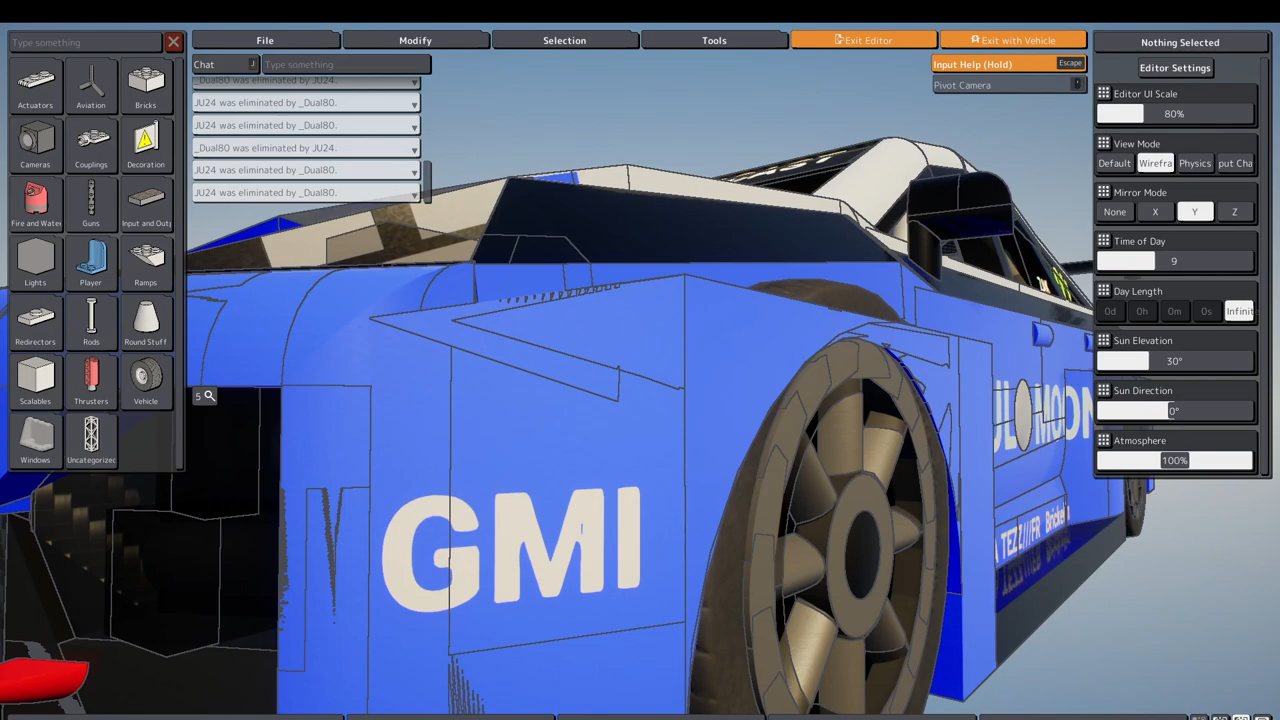 Type something
File
Modify
Selection
Tools
Exit Editor
Exit with Vehicle
Nothing Selected
Chat
J
Type something
Input Help (Hold)
Escape
Pivot Camera
Editor Settings
_Dual80 was eliminated by JU24.
JU24 was eliminated by _Dual80.
JU24 was eliminated by _Dual80.
_Dual80 was eliminated by JU24.
JU24 was eliminated by _Dual80.
JU24 was eliminated by _Dual80.
Actuators
Aviation
Bricks
Cameras
Couplings
Decoration
Fire and Water
Guns
Input and Outp
Lights
Player
Ramps
Redirectors
Rods
Round Stuff
Scalables
Thrusters
Vehicle
Windows
Uncategorized
5
Editor UI Scale
80%
View Mode
Default
Wirefra
Physics
put Cha
Mirror Mode
None
X
Y
Z
Time of Day
9
Day Length
0d
0h
0m
0s
Infinit
Sun Elevation
30°
Sun Direction
0°
Atmosphere
100%
GMI